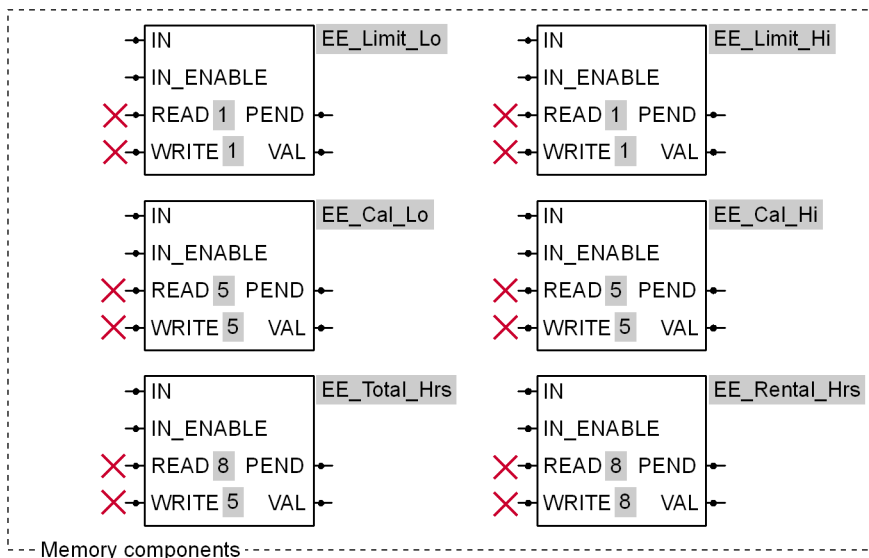 IN EE_Limit_Lo
IN_ENABLE
READ 1 PEND
WRITE 1 VAL
IN EE_Limit_Hi
IN_ENABLE
READ 1 PEND
WRITE 1 VAL
IN EE_Cal_Lo
IN_ENABLE
READ 5 PEND
WRITE 5 VAL
IN EE_Cal_Hi
IN_ENABLE
READ 5 PEND
WRITE 5 VAL
IN EE_Total_Hrs
IN_ENABLE
READ 8 PEND
WRITE 5 VAL
IN EE_Rental_Hrs
IN_ENABLE
READ 8 PEND
WRITE 8 VAL
Memory components